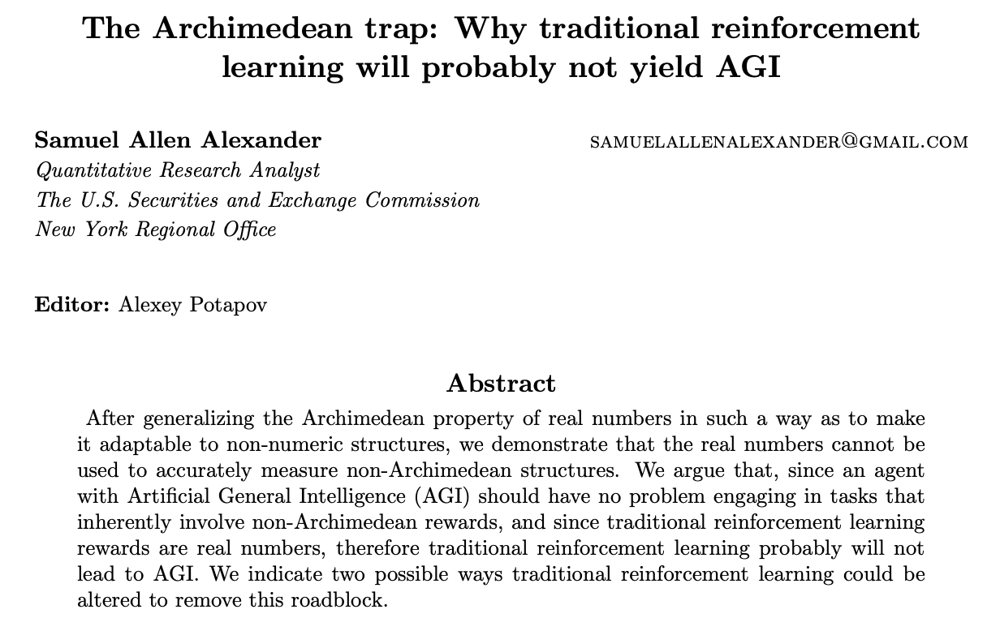 The Archimedean trap: Why traditional reinforcement
learning will probably not yield AGI
Samuel Allen Alexander SAMUELALLENALEXANDER@GMAIL.COM
Quantitative Research Analyst
The U.S. Securities and Exchange Commission
New York Regional Office
Editor: Alexey Potapov
Abstract
After generalizing the Archimedean property of real numbers in such a way as to make
it adaptable to non-numeric structures, we demonstrate that the real numbers cannot be
used to accurately measure non-Archimedean structures. We argue that, since an agent
with Artificial General Intelligence (AGI) should have no problem engaging in tasks that
inherently involve non-Archimedean rewards, and since traditional reinforcement learning
rewards are real numbers, therefore traditional reinforcement learning probably will not
lead to AGI. We indicate two possible ways traditional reinforcement learning could be
altered to remove this roadblock.